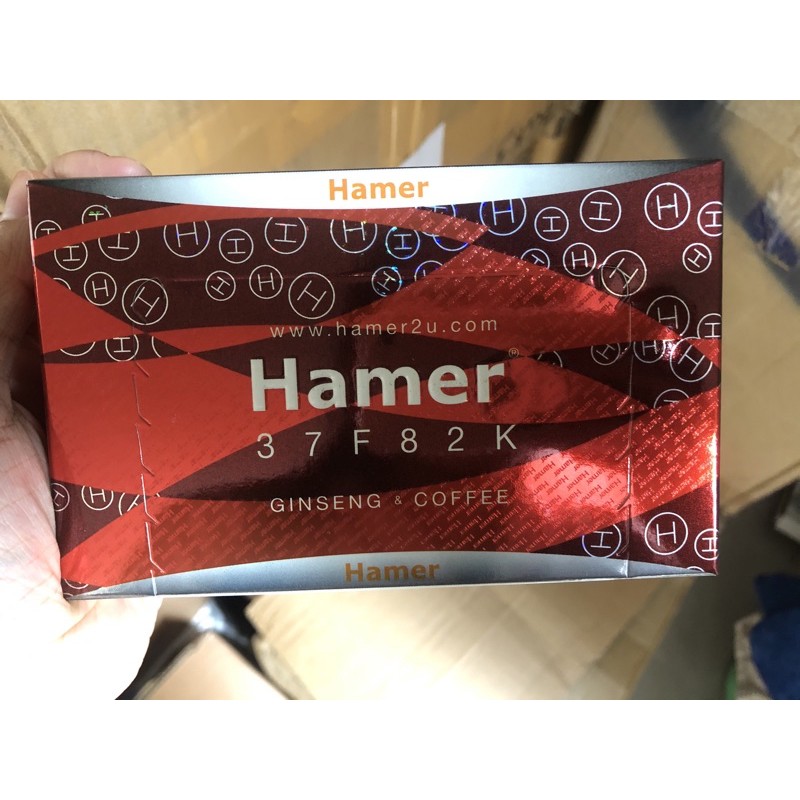 Hamer
www.hamer2u.com
Hamer®
37F82K
GINSENG & COFFEE
Hamer